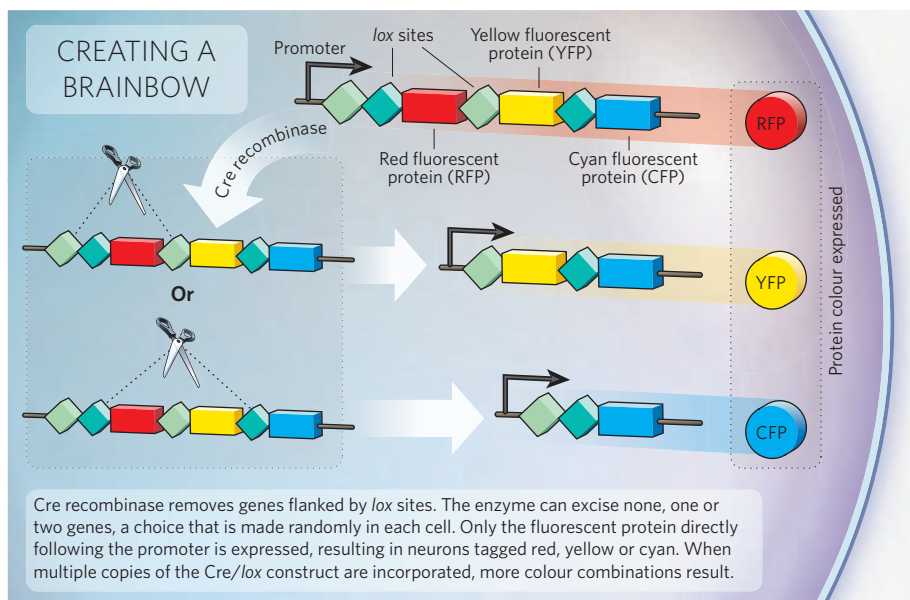 CREATING A
BRAINBOW
Promoter
lox sites
Yellow fluorescent
protein (YFP)
RFP
Red fluorescent
protein (RFP)
Cyan fluorescent
protein (CFP)
Cre recombinase
Or
YFP
CFP
Protein colour expressed
Cre recombinase removes genes flanked by lox sites. The enzyme can excise none, one or
two genes, a choice that is made randomly in each cell. Only the fluorescent protein directly
following the promoter is expressed, resulting in neurons tagged red, yellow or cyan. When
multiple copies of the Cre/lox construct are incorporated, more colour combinations result.